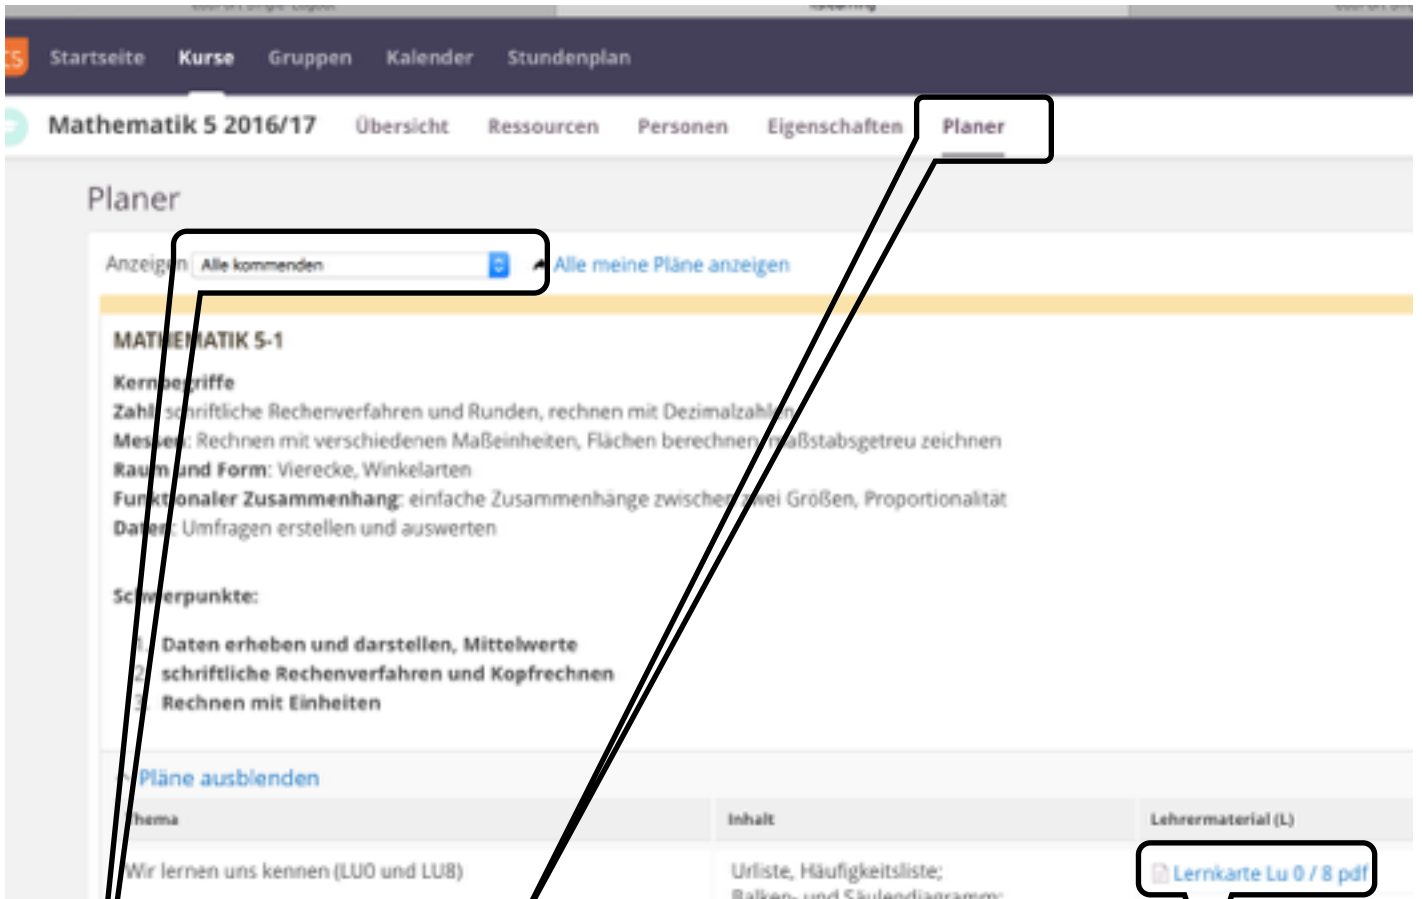 Startseite Kurse Gruppen Kalender Stundenplan
Mathematik 5 2016/17 Übersicht Ressourcen Personen Eigenschaften Planer
Planer
Anzeigen Alle kommenden Alle meine Pläne anzeigen
MATHEMATIK 5-1
Kernbegriffe
Zahl: schriftliche Rechenverfahren und Runden, rechnen mit Dezimalzahlen
Messen: Rechnen mit verschiedenen Maßeinheiten, Flächen berechnen, maßstabsgetreu zeichnen
Raum und Form: Vierecke, Winkelarten
Funktionaler Zusammenhang: einfache Zusammenhänge zwischen zwei Größen, Proportionalität
Daten: Umfragen erstellen und auswerten
Schwerpunkte:
1. Daten erheben und darstellen, Mittelwerte
2. schriftliche Rechenverfahren und Kopfrechnen
3. Rechnen mit Einheiten
Pläne ausblenden
Thema Inhalt Lehrermaterial (L)
Wir lernen uns kennen (LU0 und LU8) Urliste, Häufigkeitsliste; Lernkarte Lu 0 / 8 pdf
Balken- und Säulendiagramm;